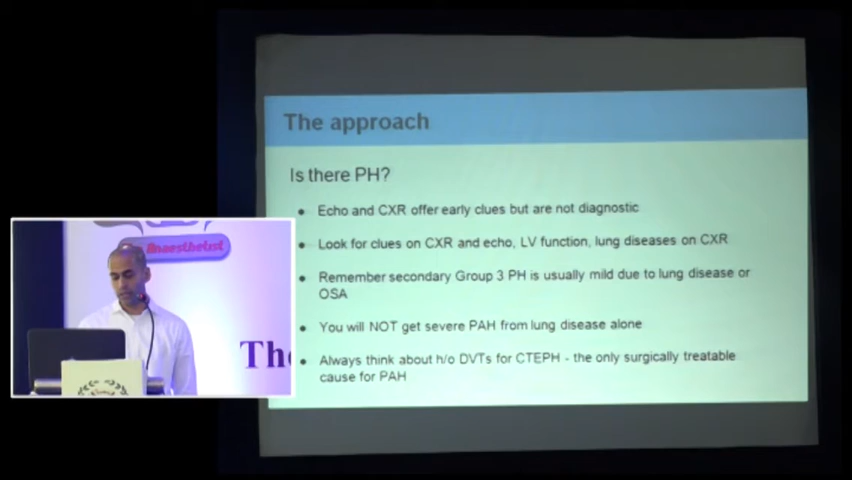 The approach
Is there PH?
● Echo and CXR offer early clues but are not diagnostic
● Look for clues on CXR and echo, LV function, lung diseases on CXR
● Remember secondary Group 3 PH is usually mild due to lung disease or
OSA
● You will NOT get severe PAH from lung disease alone
● Always think about h/o DVTs for CTEPH - the only surgically treatable
cause for PAH
anaesthetist
The